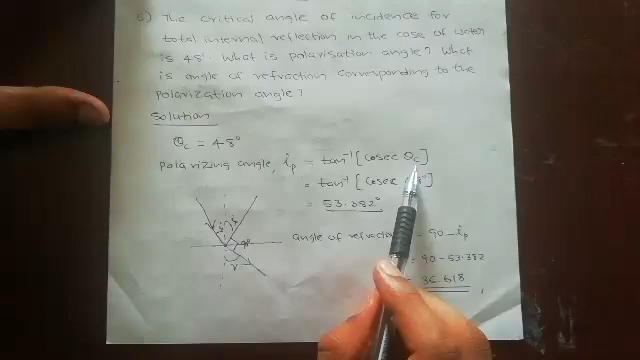 5) The critical angle of incidence for
total internal reflection in the case of water
is 48°. What is polarisation angle? What
is angle of refraction corresponding to the
polarization angle?
Solution
θc = 48°
Polarizing angle, ip = tan⁻¹ [cosec θc]
= tan⁻¹ [cosec
= 53.382°
angle of refraction = 90 - ip
= 90 - 53.382
= 36.618
ip
90°
r